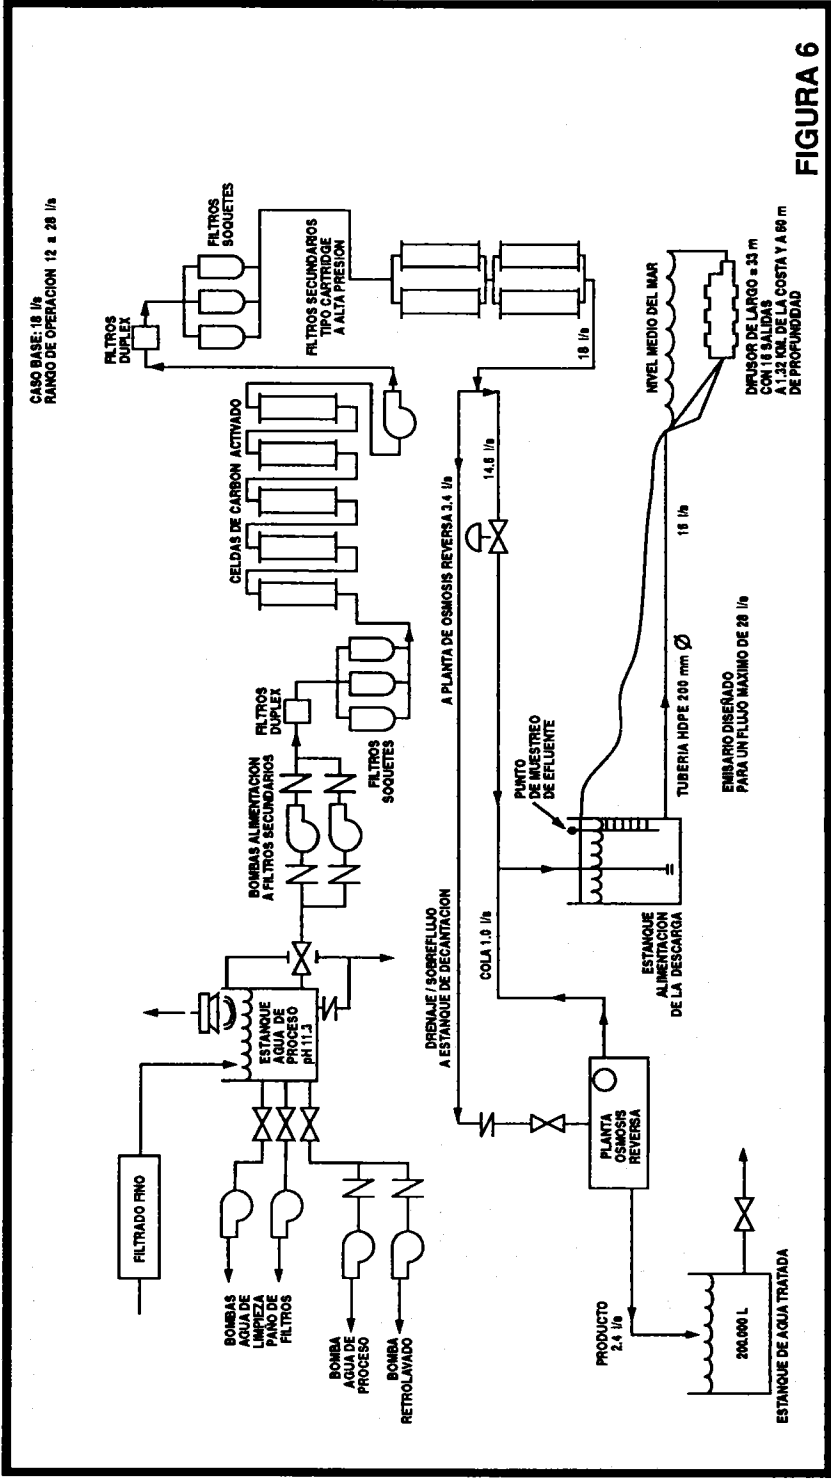 CASO BASE: 18 l/s
RANGO DE OPERACION 12 a 28 l/s
FILTRADO FINO
BOMBAS
AGUA DE
LIMPIEZA
PAÑO DE
FILTROS
BOMBA
AGUA DE
PROCESO
BOMBA
RETROLAVADO
ESTANQUE
AGUA DE
PROCESO
pH 11.3
DRENAJE / SOBREFLUJO
A ESTANQUE DE DECANTACION
BOMBAS ALIMENTACION
A FILTROS SECUNDARIOS
FILTROS
DUPLEX
FILTROS
SOQUETES
CELDAS DE CARBON ACTIVADO
FILTROS
DUPLEX
FILTROS
SOQUETES
FILTROS SECUNDARIOS
TIPO CARTRIDGE
A ALTA PRESION
18 l/s
A PLANTA DE OSMOSIS REVERSA 3.4 l/s
14.6 l/s
COLA 1.0 l/s
PLANTA
OSMOSIS
REVERSA
PRODUCTO
2.4 l/s
200.000 L
ESTANQUE DE AGUA TRATADA
ESTANQUE
ALIMENTACION
DE LA DESCARGA
PUNTO
DE MUESTREO
DE EFLUENTE
TUBERIA HDPE 200 mm Ø
16 l/s
EMISARIO DISEÑADO
PARA UN FLUJO MAXIMO DE 28 l/s
NIVEL MEDIO DEL MAR
DIFUSOR DE LARGO = 33 m
CON 16 SALIDAS
A 1.32 KM. DE LA COSTA Y A 60 m
DE PROFUNDIDAD
FIGURA 6